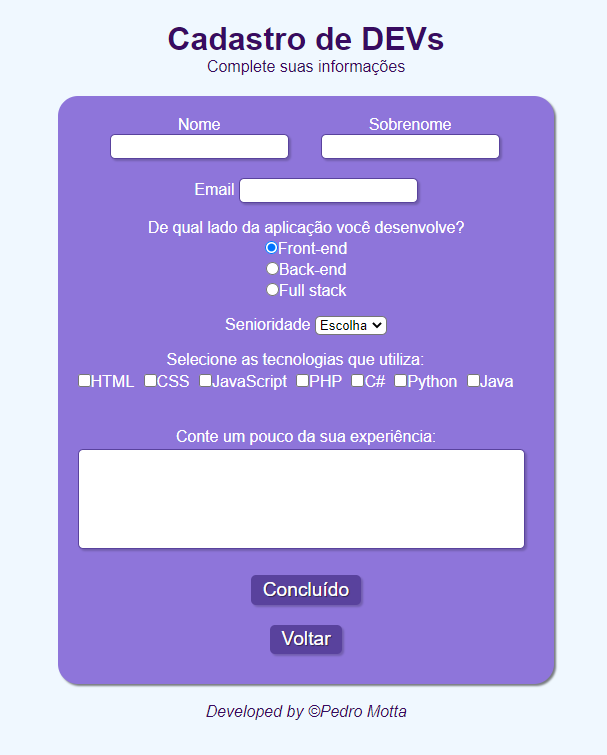 Cadastro de DEVs
Complete suas informações
Nome Sobrenome
Email
De qual lado da aplicação você desenvolve?
Front-end
Back-end
Full stack
Senioridade Escolha
Selecione as tecnologias que utiliza:
HTML CSS JavaScript PHP C# Python Java
Conte um pouco da sua experiência:
Concluído
Voltar
Developed by ©Pedro Motta